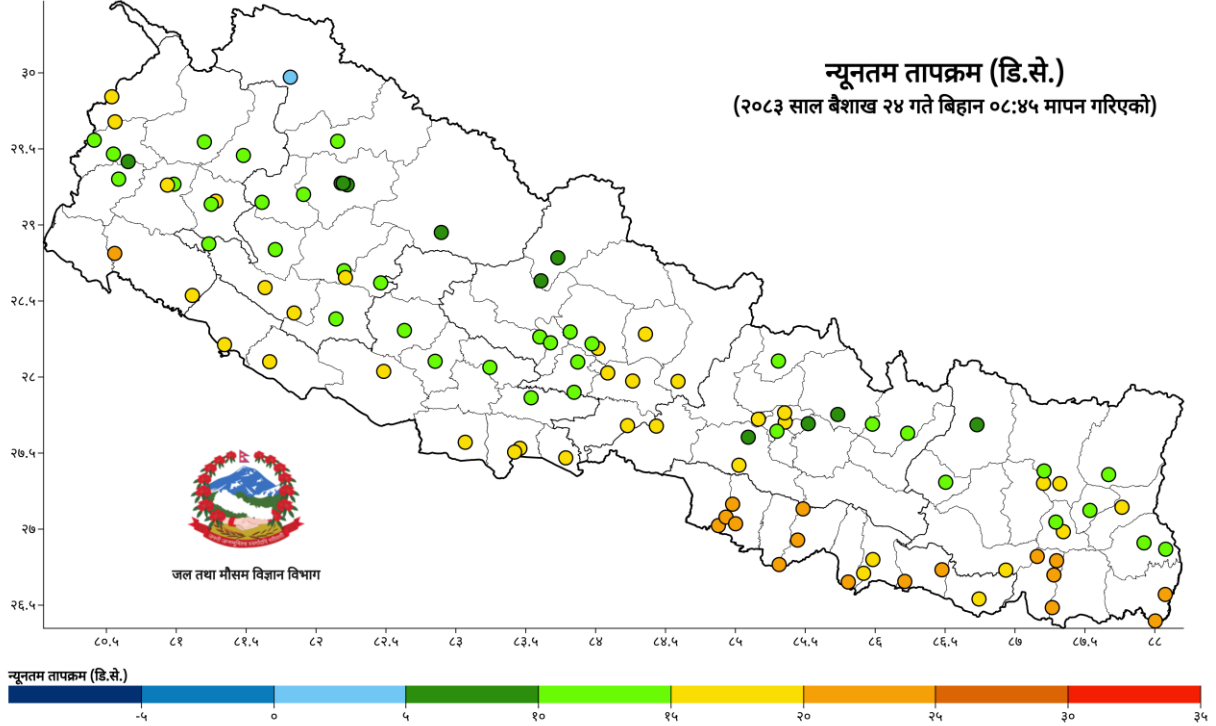 न्यूनतम तापक्रम (डि.से.)
(२०८३ साल बैशाख २४ गते बिहान ०८:४५ मापन गरिएको)
३०
२९.५
२९
२८.५
२८
२७.५
२७
२६.५
जल तथा मौसम विज्ञान विभाग
८०.५ ८१ ८१.५ ८२ ८२.५ ८३ ८३.५ ८४ ८४.५ ८५ ८५.५ ८६ ८६.५ ८७ ८७.५ ८८
न्यूनतम तापक्रम (डि.से.)
-५ ० ५ १० १५ २० २५ ३० ३५